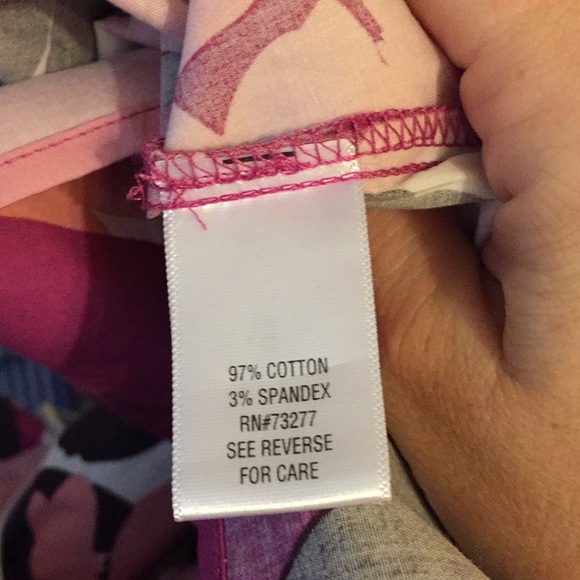 97% COTTON
3% SPANDEX
RN#73277
SEE REVERSE
FOR CARE